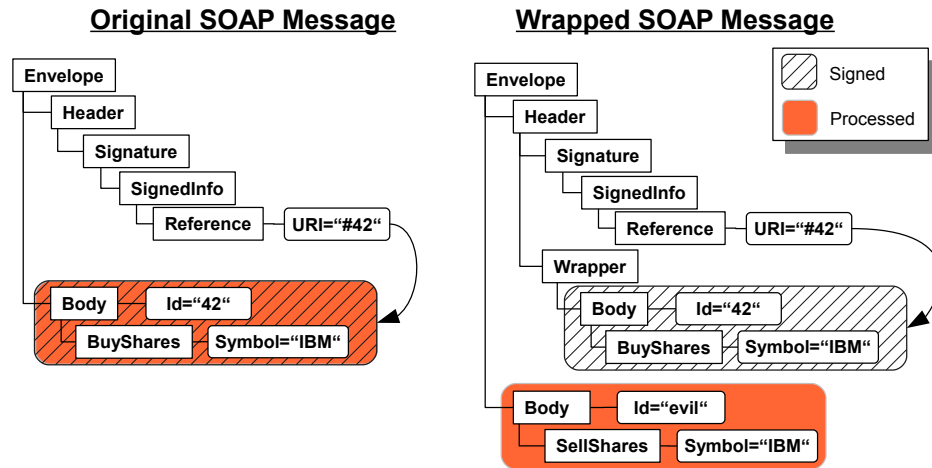 Original SOAP Message
Envelope
Header
Signature
SignedInfo
Reference URI=“#42“
Body Id=“42“
BuyShares Symbol=“IBM“
Wrapped SOAP Message
Envelope
Header
Signature
SignedInfo
Reference URI=“#42“
Wrapper
Body Id=“42“
BuyShares Symbol=“IBM“
Body Id=“evil“
SellShares Symbol=“IBM“
Signed
Processed